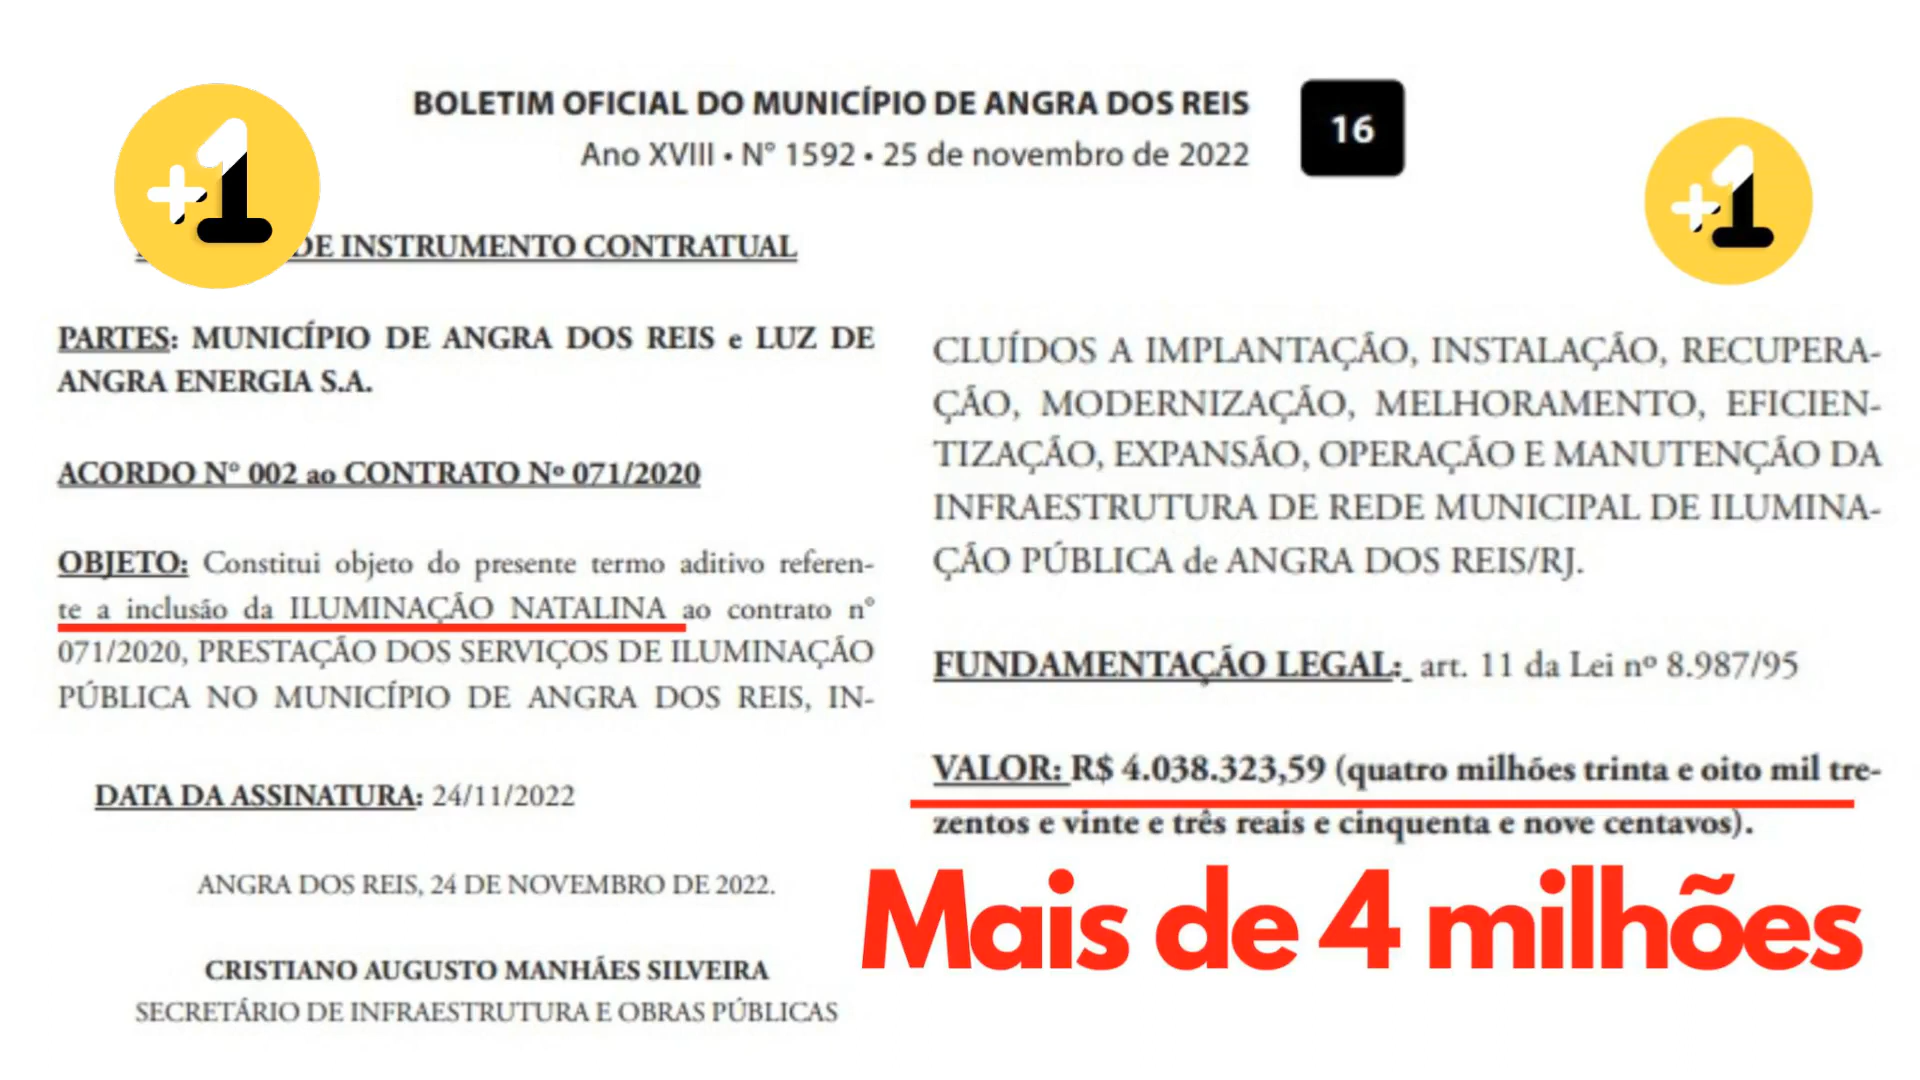 BOLETIM OFICIAL DO MUNICÍPIO DE ANGRA DOS REIS
Ano XVIII • N° 1592 • 25 de novembro de 2022
16
+1
+1
DE INSTRUMENTO CONTRATUAL
PARTES: MUNICÍPIO DE ANGRA DOS REIS e LUZ DE
ANGRA ENERGIA S.A.
ACORDO N° 002 ao CONTRATO Nº 071/2020
OBJETO: Constitui objeto do presente termo aditivo referen-
te a inclusão da ILUMINAÇÃO NATALINA ao contrato n°
071/2020, PRESTAÇÃO DOS SERVIÇOS DE ILUMINAÇÃO
PÚBLICA NO MUNICÍPIO DE ANGRA DOS REIS, IN-
CLUÍDOS A IMPLANTAÇÃO, INSTALAÇÃO, RECUPERA-
ÇÃO, MODERNIZAÇÃO, MELHORAMENTO, EFICIEN-
TIZAÇÃO, EXPANSÃO, OPERAÇÃO E MANUTENÇÃO DA
INFRAESTRUTURA DE REDE MUNICIPAL DE ILUMINA-
ÇÃO PÚBLICA de ANGRA DOS REIS/RJ.
FUNDAMENTAÇÃO LEGAL: art. 11 da Lei nº 8.987/95
VALOR: R$ 4.038.323,59 (quatro milhões trinta e oito mil tre-
zentos e vinte e três reais e cinquenta e nove centavos).
Mais de 4 milhões
DATA DA ASSINATURA: 24/11/2022
ANGRA DOS REIS, 24 DE NOVEMBRO DE 2022.
CRISTIANO AUGUSTO MANHÃES SILVEIRA
SECRETÁRIO DE INFRAESTRUTURA E OBRAS PÚBLICAS